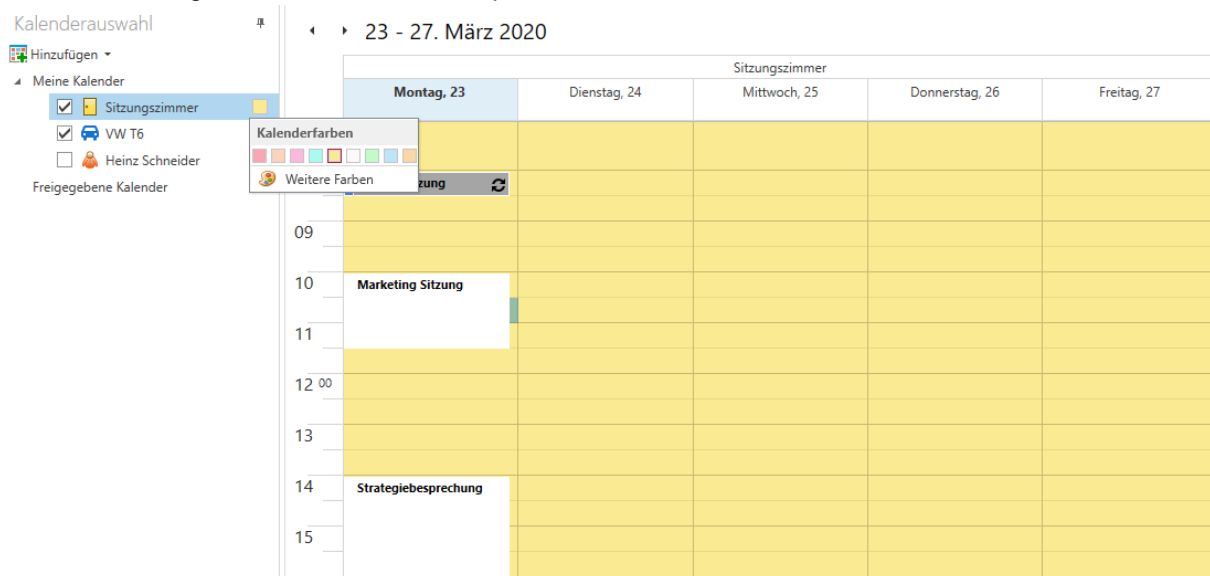 Kalenderauswahl
Hinzufügen
Meine Kalender
Sitzungszimmer
VW T6
Heinz Schneider
Freigegebene Kalender
Kalenderfarben
Weitere Farben
23 - 27. März 2020
Sitzungszimmer
Montag, 23
Dienstag, 24
Mittwoch, 25
Donnerstag, 26
Freitag, 27
zung
09
10
Marketing Sitzung
11
12 00
13
14
Strategiebesprechung
15